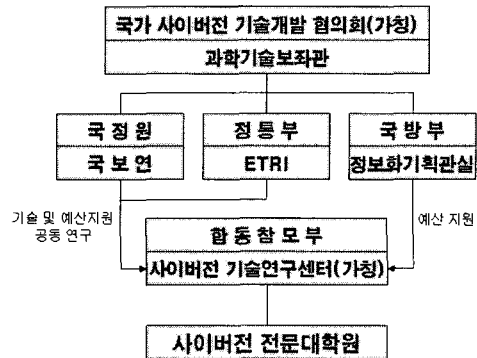 국가 사이버전 기술개발 협의회(가칭)
과학기술보좌관
국정원
국보연
정통부
ETRI
국방부
정보화기획관실
기술 및 예산지원
공동 연구
예산 지원
합동참모부
사이버전 기술연구센터(가칭)
사이버전 전문대학원